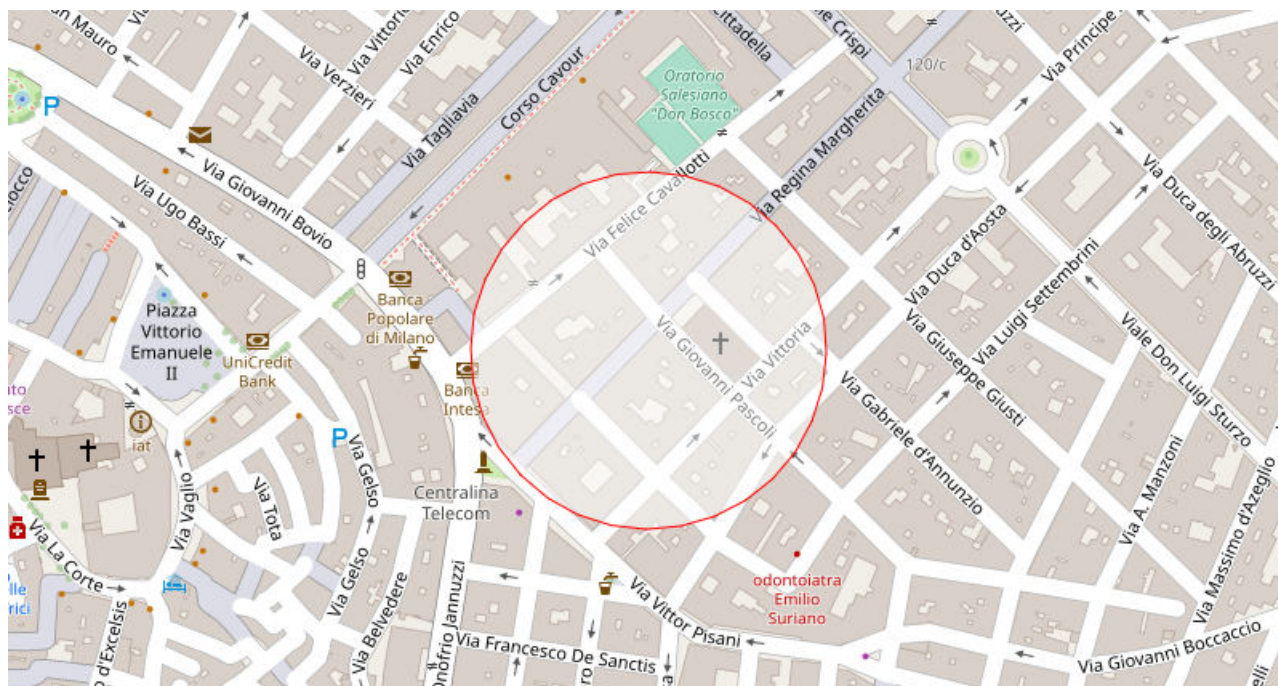 an Mauro
Via Vittorio
Via Enrico
Via Verzieri
Via Tagliavia
Corso Cavour
Cittadella
le Crispi
120/c
Via Principe A
Oratorio
Salesiano
"Don Bosco"
P
Via Giovanni Bovio
Via Ugo Bassi
Via Felice Cavallotti
Via Regina Margherita
Via Duca degli Abruzzi
Via Duca d'Aosta
Via Luigi Settembrini
Viale Don Luigi Sturzo
Via Giuseppe Giusti
Piazza
Vittorio
Emanuele
II
Banca
Popolare
di Milano
UniCredit
Bank
Banca
Intesa
Via Giovanni Pascoli
Via Vittoria
Via Gabriele d'Annunzio
Via A. Manzoni
Via Massimo d'Azeglio
i
iat
P
Via Gelso
Via Tota
Via Vaglio
Via La Corte
Centralina
Telecom
Via Gelso
Via Belvedere
nofrio Jannuzzi
o d'Excelsis
odontoiatra
Emilio
Suriano
Via Vittor Pisani
Via Francesco De Sanctis
Via Giovanni Boccaccio